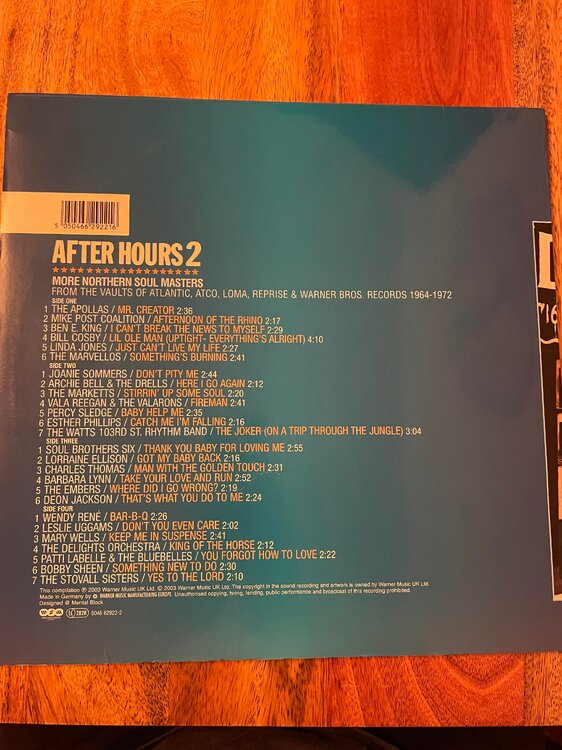 5 050466 292216
AFTER HOURS 2
MORE NORTHERN SOUL MASTERS
FROM THE VAULTS OF ATLANTIC, ATCO, LOMA, REPRISE & WARNER BROS. RECORDS 1964-1972
SIDE ONE
1 THE APOLLAS / MR. CREATOR 2:36
2 MIKE POST COALITION / AFTERNOON OF THE RHINO 2:17
3 BEN E. KING / I CAN'T BREAK THE NEWS TO MYSELF 2:29
4 BILL COSBY / LIL OLE MAN (UPTIGHT- EVERYTHING'S ALRIGHT) 4:10
5 LINDA JONES / JUST CAN'T LIVE MY LIFE 2:27
6 THE MARVELLOS / SOMETHING'S BURNING 2:41
SIDE TWO
1 JOANIE SOMMERS / DON'T PITY ME 2:44
2 ARCHIE BELL & THE DRELLS / HERE I GO AGAIN 2:12
3 THE MARKETTS / STIRRIN' UP SOME SOUL 2:20
4 VALA REEGAN & THE VALARONS / FIREMAN 2:41
5 PERCY SLEDGE / BABY HELP ME 2:35
6 ESTHER PHILLIPS / CATCH ME I'M FALLING 2:16
7 THE WATTS 103RD ST. RHYTHM BAND / THE JOKER (ON A TRIP THROUGH THE JUNGLE) 3:04
SIDE THREE
1 SOUL BROTHERS SIX / THANK YOU BABY FOR LOVING ME 2:55
2 LORRAINE ELLISON / GOT MY BABY BACK 2:16
3 CHARLES THOMAS / MAN WITH THE GOLDEN TOUCH 2:31
4 BARBARA LYNN / TAKE YOUR LOVE AND RUN 2:52
5 THE EMBERS / WHERE DID I GO WRONG? 2:19
6 DEON JACKSON / THAT'S WHAT YOU DO TO ME 2:24
SIDE FOUR
1 WENDY RENÉ / BAR-B-Q 2:26
2 LESLIE UGGAMS / DON'T YOU EVEN CARE 2:02
3 MARY WELLS / KEEP ME IN SUSPENSE 2:41
4 THE DELIGHTS ORCHESTRA / KING OF THE HORSE 2:12
5 PATTI LABELLE & THE BLUEBELLES / YOU FORGOT HOW TO LOVE 2:22
6 BOBBY SHEEN / SOMETHING NEW TO DO 2:30
7 THE STOVALL SISTERS / YES TO THE LORD 2:10
This compilation ℗ 2003 Warner Music UK Ltd. © 2003 Warner Music UK Ltd. The copyright in the sound recording and artwork is owned by Warner Music UK Ltd.
Made in Germany by WARNER MUSIC MANUFACTURING EUROPE. Unauthorised copying, hiring, lending, public performance and broadcast of this recording prohibited.
Designed @ Mental Block
5046 62922-2